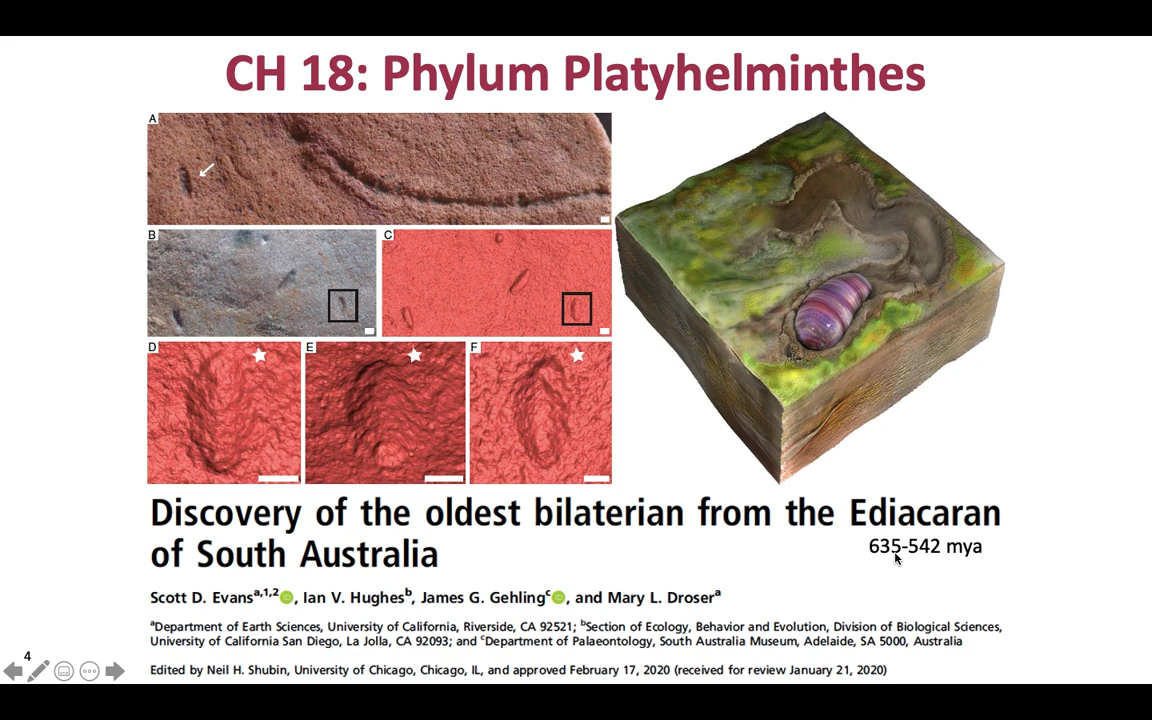 CH 18: Phylum Platyhelminthes
A
B
C
D
E
F
Discovery of the oldest bilaterian from the Ediacaran
of South Australia
635-542 mya
Scott D. Evansa,1,2, Ian V. Hughesb, James G. Gehlingc, and Mary L. Drosera
aDepartment of Earth Sciences, University of California, Riverside, CA 92521; bSection of Ecology, Behavior and Evolution, Division of Biological Sciences,
University of California San Diego, La Jolla, CA 92093; and cDepartment of Palaeontology, South Australia Museum, Adelaide, SA 5000, Australia
Edited by Neil H. Shubin, University of Chicago, Chicago, IL, and approved February 17, 2020 (received for review January 21, 2020)
4